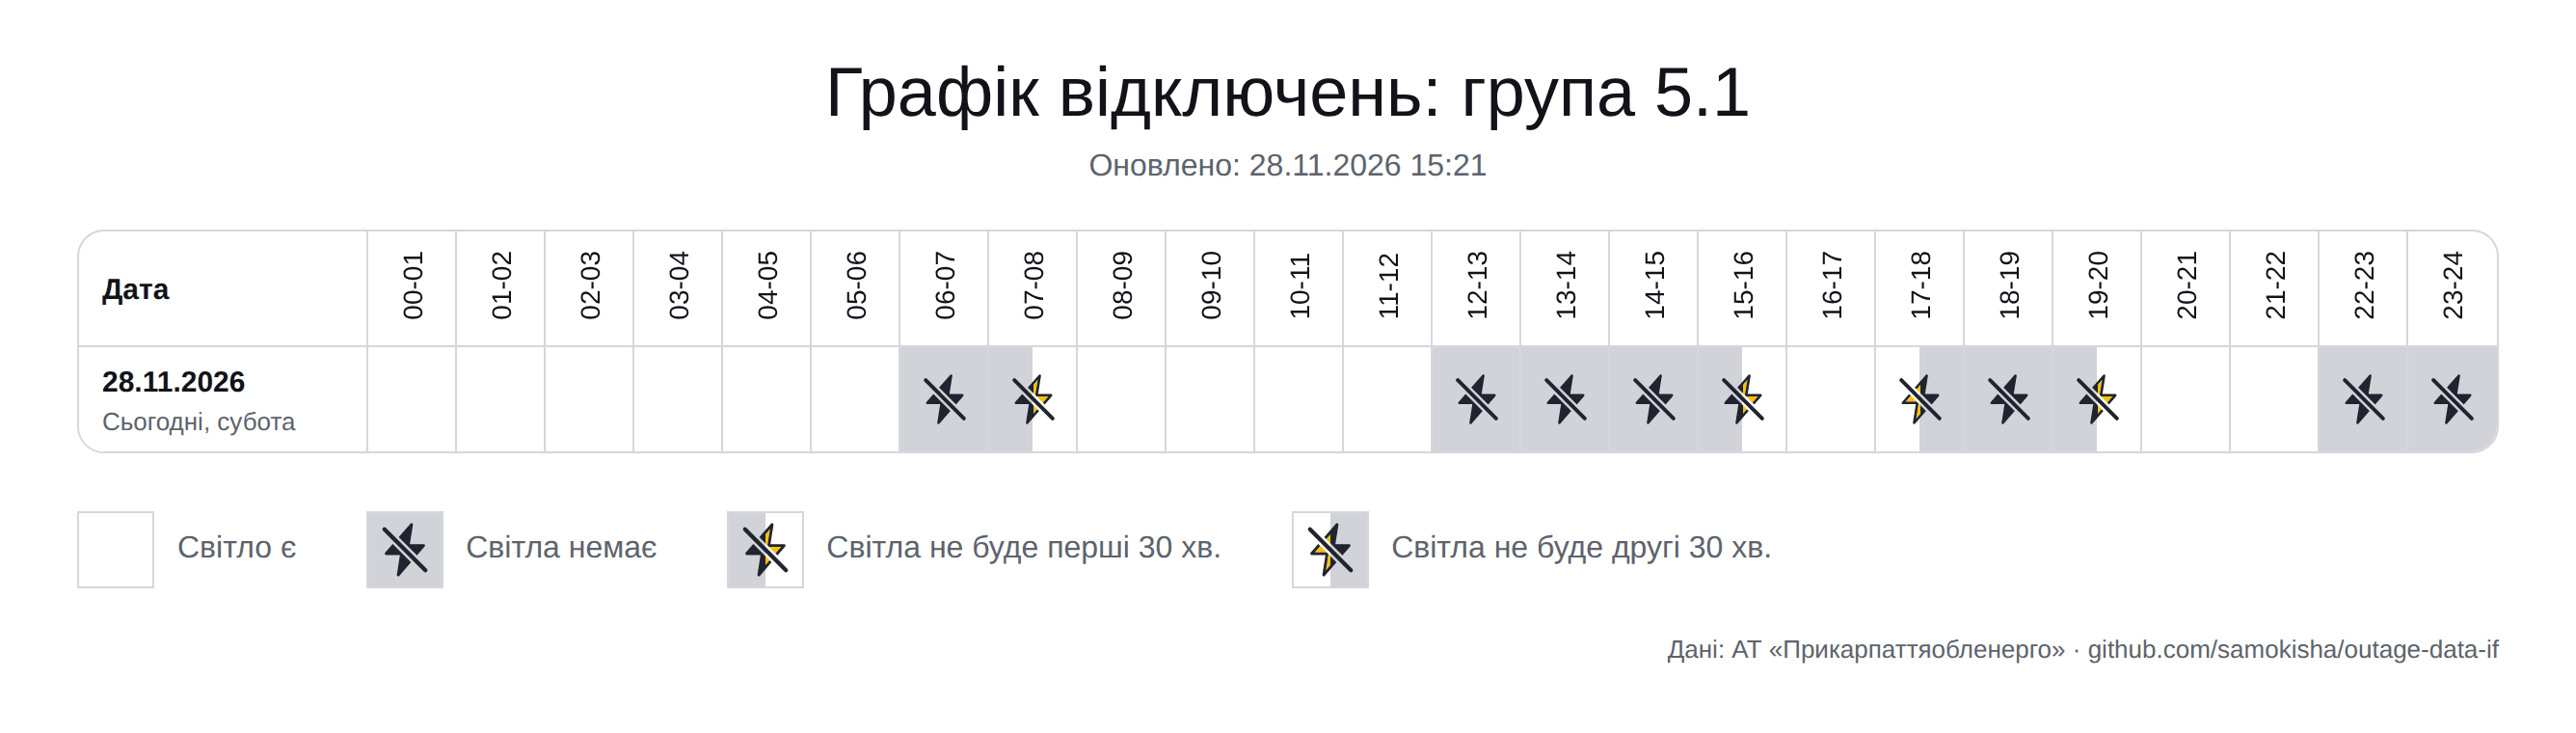 Графік відключень: група 5.1
Оновлено: 28.11.2026 15:21
Дата 00-01 01-02 02-03 03-04 04-05 05-06 06-07 07-08 08-09 09-10 10-11 11-12 12-13 13-14 14-15 15-16 16-17 17-18 18-19 19-20 20-21 21-22 22-23 23-24
28.11.2026
Сьогодні, субота
Світло є Світла немає Світла не буде перші 30 хв. Світла не буде другі 30 хв.
Дані: АТ «Прикарпаттяобленерго» · github.com/samokisha/outage-data-if